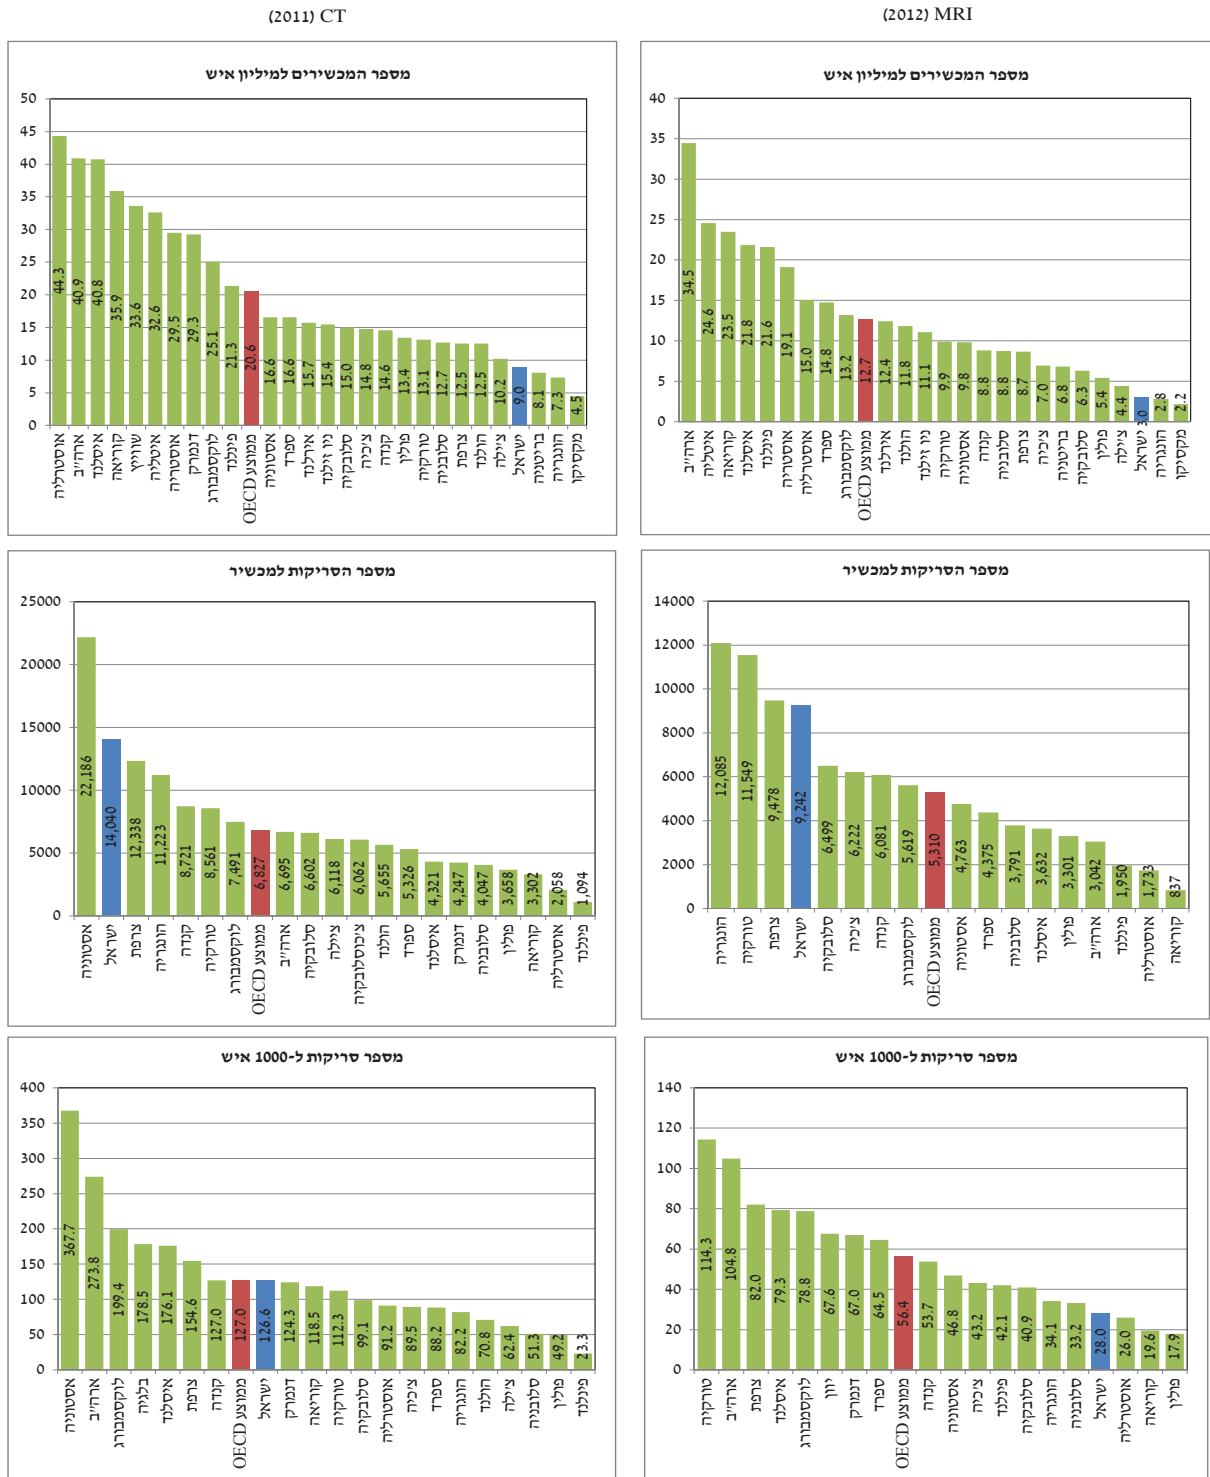 (2011) CT
(2012) MRI
מספר המכשירים למיליון איש
50
45
40
35
30
25
20
15
10
5
0
44.3
40.9
40.8
35.9
33.6
32.6
29.5
29.3
25.1
21.3
20.6
16.6
16.6
15.7
15.4
15.0
14.8
14.6
13.4
13.1
12.7
12.5
12.5
10.2
9.0
8.1
7.3
4.5
אוסטרליה
ארה״ב
איסלנד
קוריאה
שווייץ
איטליה
אוסטריה
דנמרק
לוקסמבורג
פינלנד
ממוצע OECD
אסטוניה
ספרד
אירלנד
ניו זילנד
סלובקיה
צ׳כיה
קנדה
פולין
טורקיה
סלובניה
צרפת
הולנד
צ׳ילה
ישראל
בריטניה
הונגריה
מקסיקו
מספר המכשירים למיליון איש
40
35
30
25
20
15
10
5
0
34.5
24.6
23.5
21.8
21.6
19.1
15.0
14.8
13.2
12.7
12.4
11.8
11.1
9.9
9.8
8.8
8.8
8.7
7.0
6.8
6.3
5.4
4.4
3.0
2.8
2.2
ארה״ב
איטליה
קוריאה
איסלנד
פינלנד
אוסטריה
אוסטרליה
ספרד
לוקסמבורג
ממוצע OECD
אירלנד
הולנד
ניו זילנד
טורקיה
אסטוניה
קנדה
סלובניה
צרפת
צ׳כיה
בריטניה
סלובקיה
פולין
צ׳ילה
ישראל
הונגריה
מקסיקו
מספר הסריקות למכשיר
25000
20000
15000
10000
5000
0
22,186
14,040
12,338
11,223
8,721
8,561
7,491
6,827
6,695
6,602
6,118
6,062
5,655
5,326
4,321
4,247
4,047
3,658
3,302
2,058
1,094
אסטוניה
ישראל
צרפת
הונגריה
קנדה
טורקיה
לוקסמבורג
ממוצע OECD
ארה״ב
סלובקיה
צ׳ילה
ציכוסלובקיה
הולנד
ספרד
איסלנד
דנמרק
סלובניה
פולין
קוריאה
אוסטרליה
פינלנד
מספר הסריקות למכשיר
14000
12000
10000
8000
6000
4000
2000
0
12,085
11,549
9,478
9,242
6,499
6,222
6,081
5,619
5,310
4,763
4,375
3,791
3,632
3,301
3,042
1,950
1,733
837
הונגריה
טורקיה
צרפת
ישראל
סלובקיה
צ׳כיה
קנדה
לוקסמבורג
ממוצע OECD
אסטוניה
ספרד
סלובניה
איסלנד
פולין
ארה״ב
פינלנד
אוסטרליה
קוריאה
מספר סריקות ל-1000 איש
400
350
300
250
200
150
100
50
0
367.7
273.8
199.4
178.5
176.1
154.6
127.0
127.0
126.6
124.3
118.5
112.3
99.1
91.2
89.5
88.2
82.2
70.8
62.4
51.3
49.2
23.3
אסטוניה
ארה״ב
לוקסמבורג
בלגיה
איסלנד
צרפת
קנדה
ממוצע OECD
ישראל
דנמרק
קוריאה
טורקיה
סלובקיה
אוסטרליה
צ׳כיה
ספרד
הונגריה
הולנד
צ׳ילה
סלובניה
פולין
פינלנד
מספר סריקות ל-1000 איש
140
120
100
80
60
40
20
0
114.3
104.8
82.0
79.3
78.8
67.6
67.0
64.5
56.4
53.7
46.8
43.2
42.1
40.9
34.1
33.2
28.0
26.0
19.6
17.9
טורקיה
ארה״ב
צרפת
איסלנד
לוקסמבורג
יוון
דנמרק
ספרד
ממוצע OECD
קנדה
אסטוניה
צ׳כיה
פינלנד
סלובקיה
הונגריה
סלובניה
ישראל
אוסטרליה
קוריאה
פולין